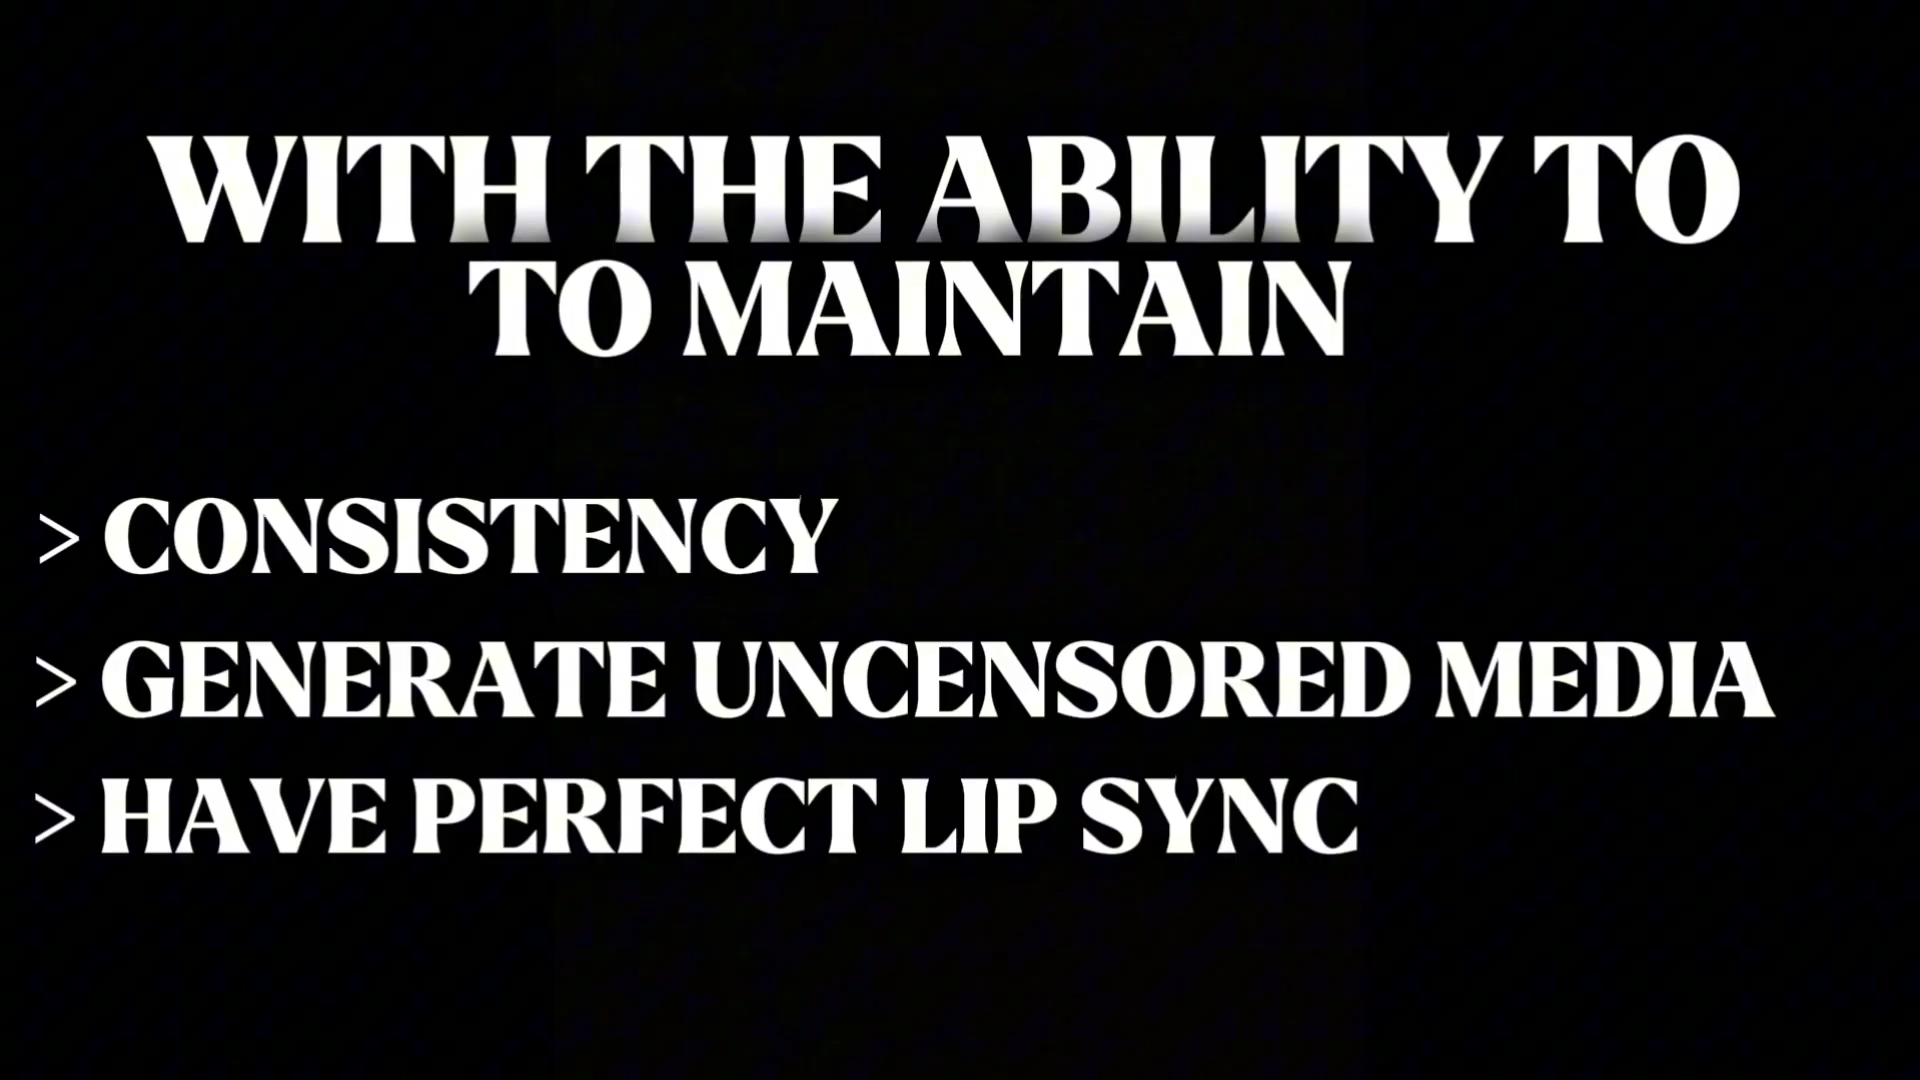 WITH THE ABILITY TO
TO MAINTAIN
> CONSISTENCY
> GENERATE UNCENSORED MEDIA
> HAVE PERFECT LIP SYNC